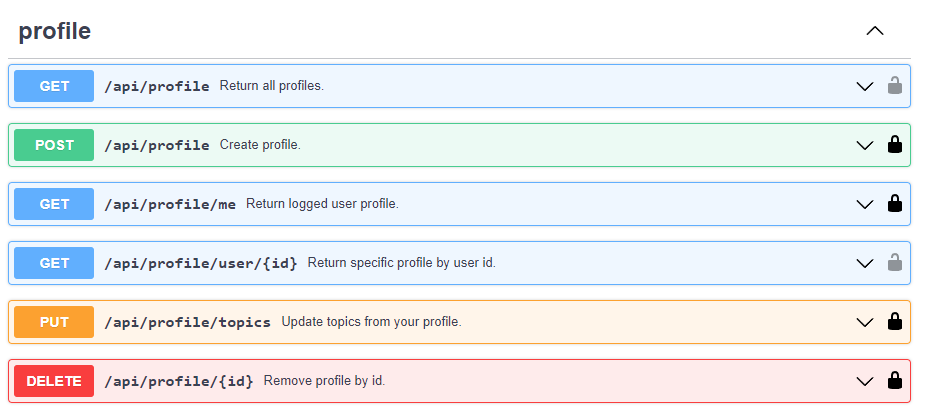 profile
GET /api/profile Return all profiles.
POST /api/profile Create profile.
GET /api/profile/me Return logged user profile.
GET /api/profile/user/{id} Return specific profile by user id.
PUT /api/profile/topics Update topics from your profile.
DELETE /api/profile/{id} Remove profile by id.